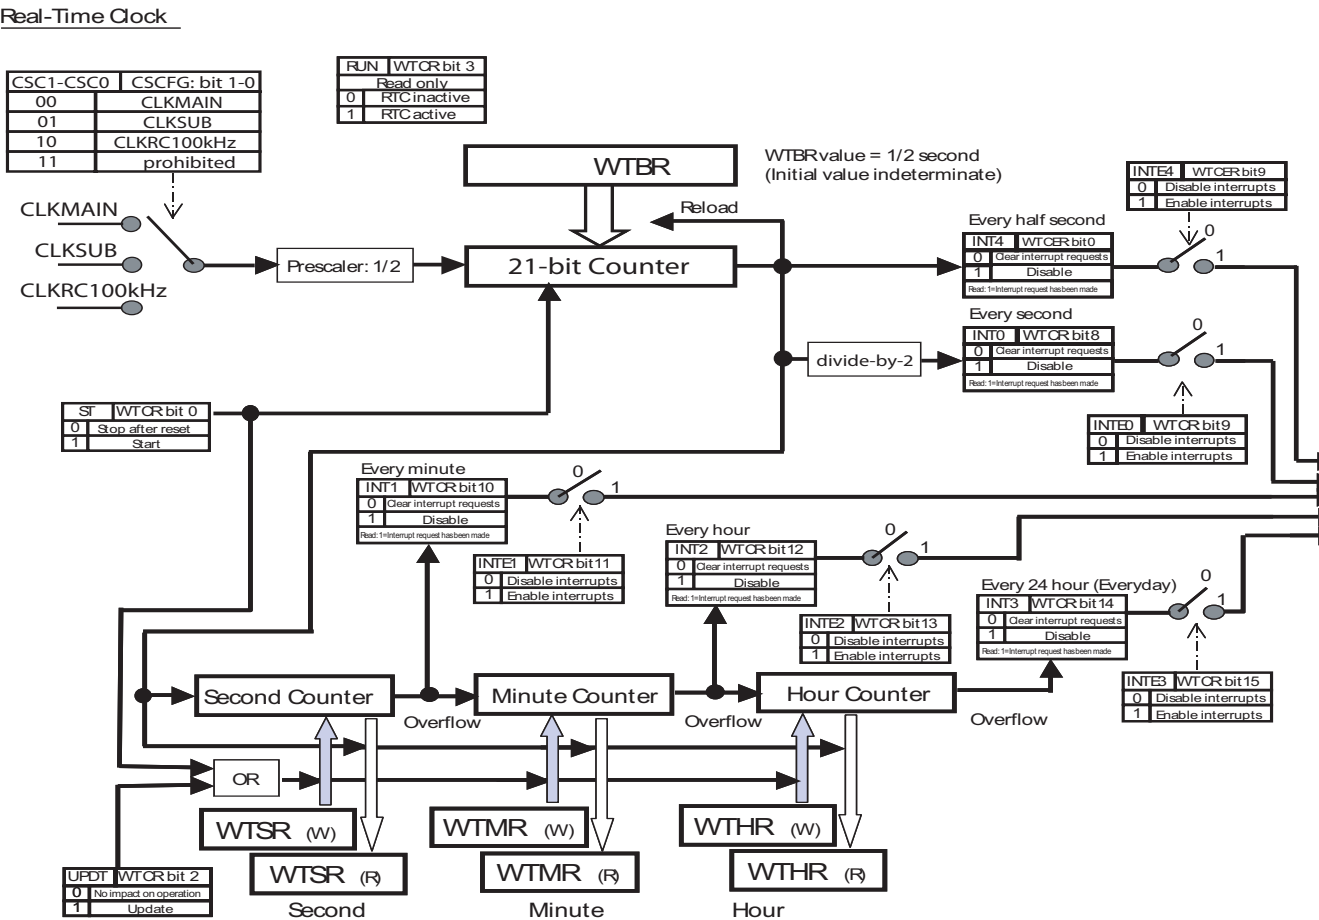 Real-Time Clock
RUN WTCR bit 3
Read only
0 RTC inactive
1 RTC active
CSC1-CSC0 CSCFG: bit 1-0
00 CLKMAIN
01 CLKSUB
10 CLKRC100kHz
11 prohibited
WTBR
WTBR value = 1/2 second
(Initial value indeterminate)
INTE4 WTCER bit9
0 Disable interrupts
1 Enable interrupts
CLKMAIN
CLKSUB
CLKRC100kHz
Prescaler: 1/2
21-bit Counter
Reload
Every half second
INT4 WTCER bit0
0 Clear interrupt requests
1 Disable
Read: 1=Interrupt request has been made
0
1
Every second
INT0 WTCR bit8
0 Clear interrupt requests
1 Disable
Read: 1=Interrupt request has been made
0
1
divide-by-2
INTE0 WTCR bit9
0 Disable interrupts
1 Enable interrupts
ST WTCR bit 0
0 Stop after reset
1 Start
Every minute
INT1 WTCR bit10
0 Clear interrupt requests
1 Disable
Read: 1=Interrupt request has been made
0
1
INTE1 WTCR bit11
0 Disable interrupts
1 Enable interrupts
Every hour
INT2 WTCR bit12
0 Clear interrupt requests
1 Disable
Read: 1=Interrupt request has been made
0
1
INTE2 WTCR bit13
0 Disable interrupts
1 Enable interrupts
Every 24 hour (Everyday)
INT3 WTCR bit14
0 Clear interrupt requests
1 Disable
Read: 1=Interrupt request has been made
0
1
INTE3 WTCR bit15
0 Disable interrupts
1 Enable interrupts
Second Counter
Overflow
Minute Counter
Overflow
Hour Counter
Overflow
OR
WTSR (W)
WTMR (W)
WTHR (W)
WTSR (R)
WTMR (R)
WTHR (R)
UPDT WTCR bit 2
0 No impact on operation
1 Update
Second
Minute
Hour